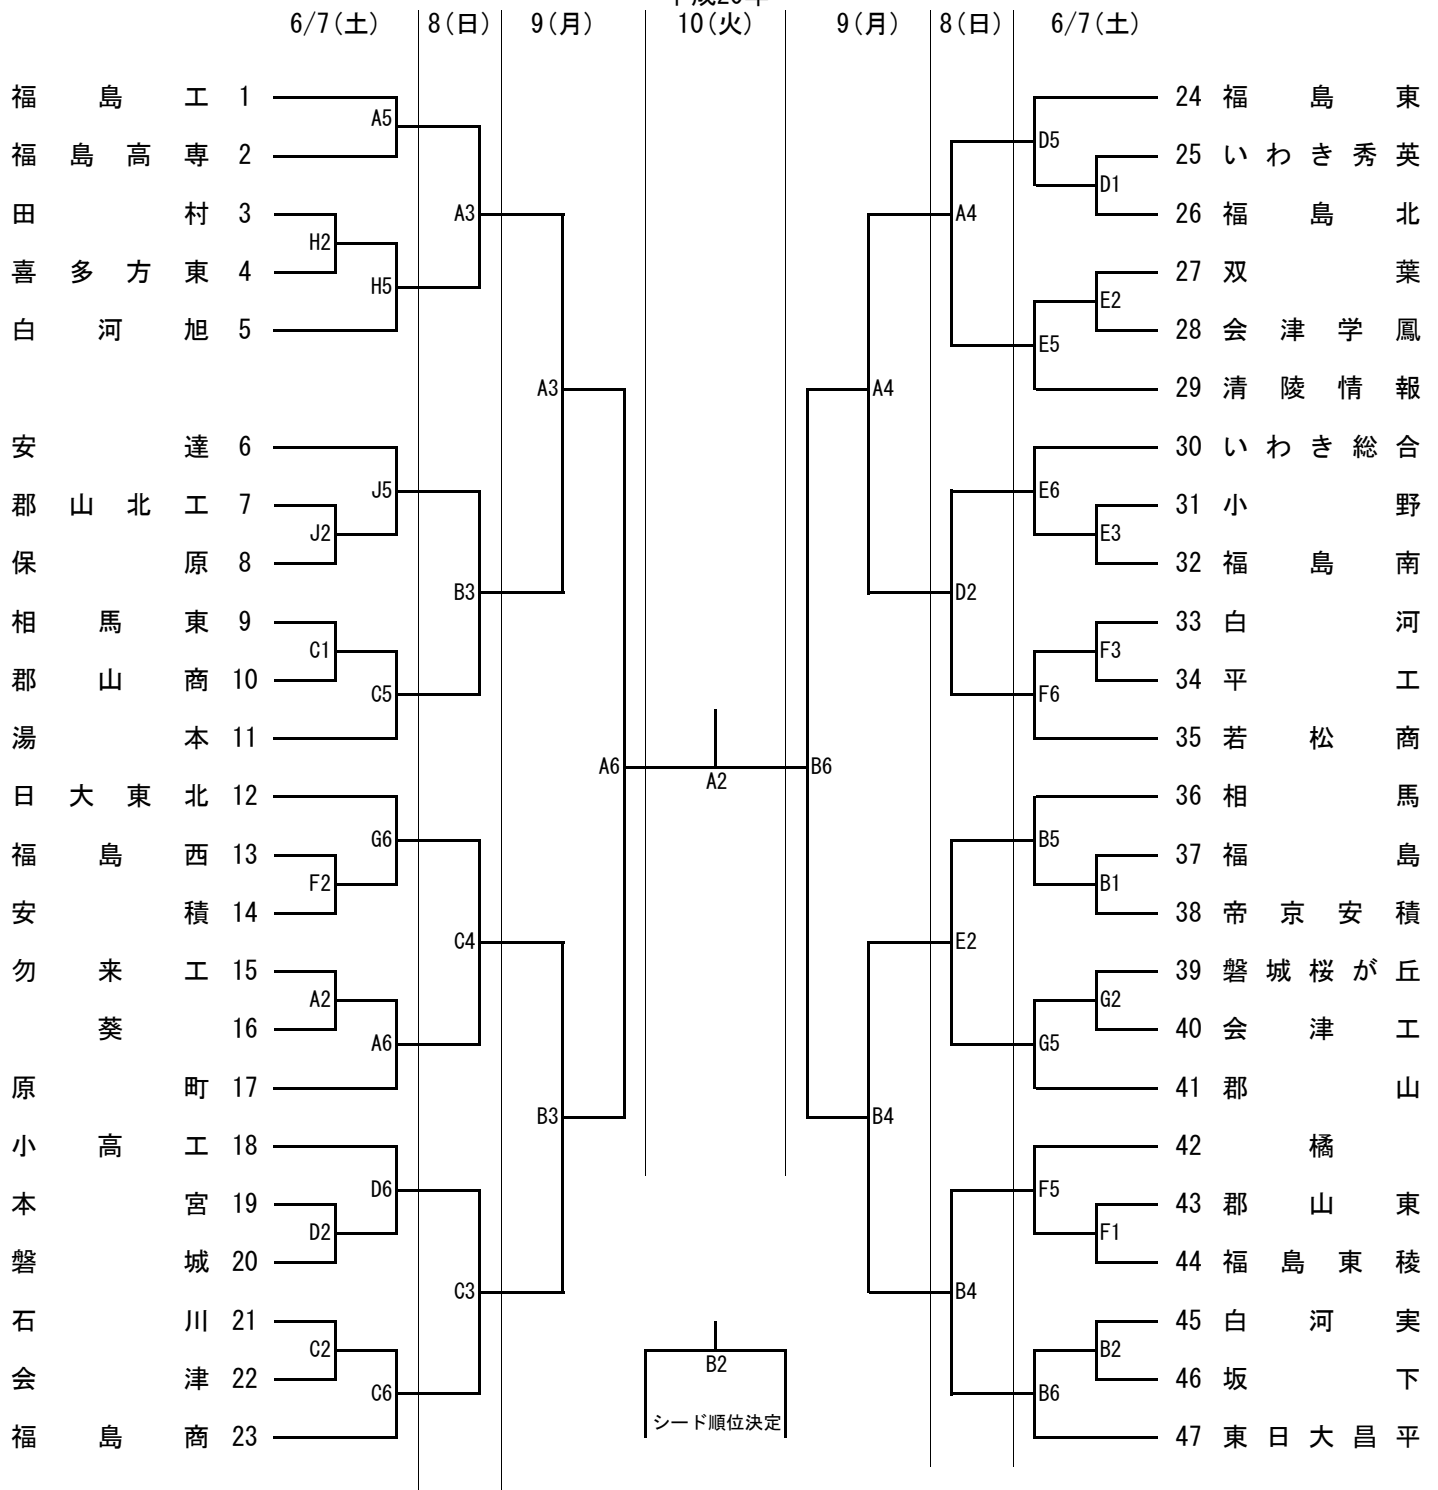 6/7(土) 8(日) 9(月) 10(火) 9(月) 8(日) 6/7(土)
福島工 1
福島高専 2
田村 3
喜多方東 4
白河旭 5
安達 6
郡山北工 7
保原 8
相馬東 9
郡山商 10
湯本 11
日大東北 12
福島西 13
安積 14
勿来工 15
葵 16
原町 17
小高工 18
本宮 19
磐城 20
石川 21
会津 22
福島商 23
A5
H2
H5
J5
J2
C1
C5
G6
F2
A2
A6
D6
D2
C2
C6
A3
B3
C4
C3
A3
B3
A6
A2
B6
B2
シード順位決定
A4
B4
A4
D2
E2
B4
D5
D1
E2
E5
E6
E3
F3
F6
B5
B1
G2
G5
F5
F1
B2
B6
24 福島東
25 いわき秀英
26 福島北
27 双葉
28 会津学鳳
29 清陵情報
30 いわき総合
31 小野
32 福島南
33 白河
34 平工
35 若松商
36 相馬
37 福島
38 帝京安積
39 磐城桜が丘
40 会津工
41 郡山
42 橘
43 郡山東
44 福島東稜
45 白河実
46 坂下
47 東日大昌平